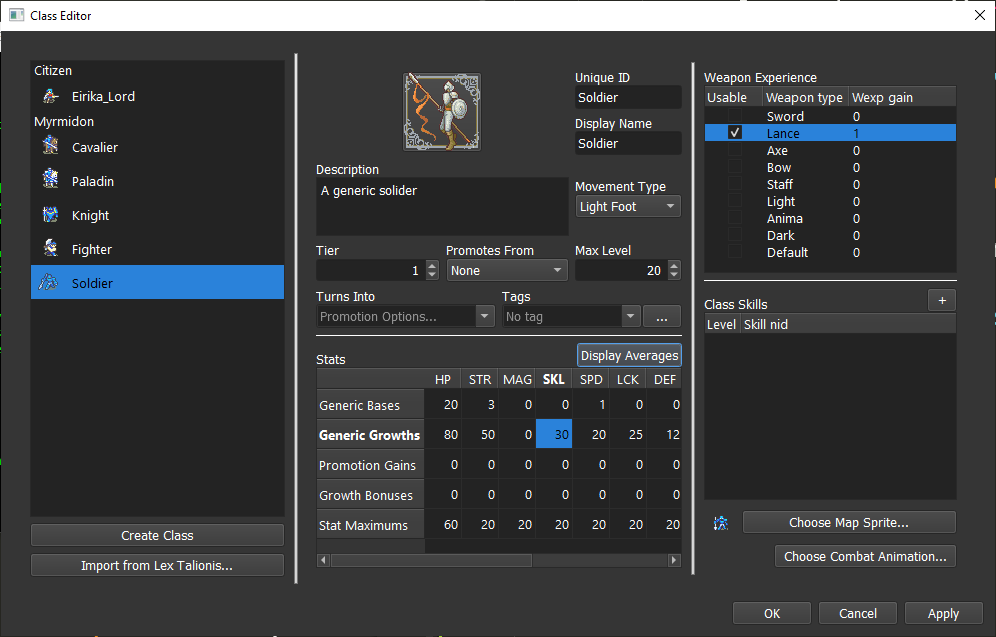 Class Editor
Citizen
Eirika_Lord
Myrmidon
Cavalier
Paladin
Knight
Fighter
Soldier
Create Class
Import from Lex Talionis...
Unique ID
Soldier
Display Name
Soldier
Description
A generic solider
Movement Type
Light Foot
Tier
1
Promotes From
None
Max Level
20
Turns Into
Promotion Options...
Tags
No tag
...
Stats
Display Averages
HP STR MAG SKL SPD LCK DEF
Generic Bases 20 3 0 0 1 0 0
Generic Growths 80 50 0 30 20 25 12
Promotion Gains 0 0 0 0 0 0 0
Growth Bonuses 0 0 0 0 0 0 0
Stat Maximums 60 20 20 20 20 20 20
Weapon Experience
Usable Weapon type Wexp gain
Sword 0
Lance 1
Axe 0
Bow 0
Staff 0
Light 0
Anima 0
Dark 0
Default 0
Class Skills
+
Level Skill nid
Choose Map Sprite...
Choose Combat Animation...
OK Cancel Apply